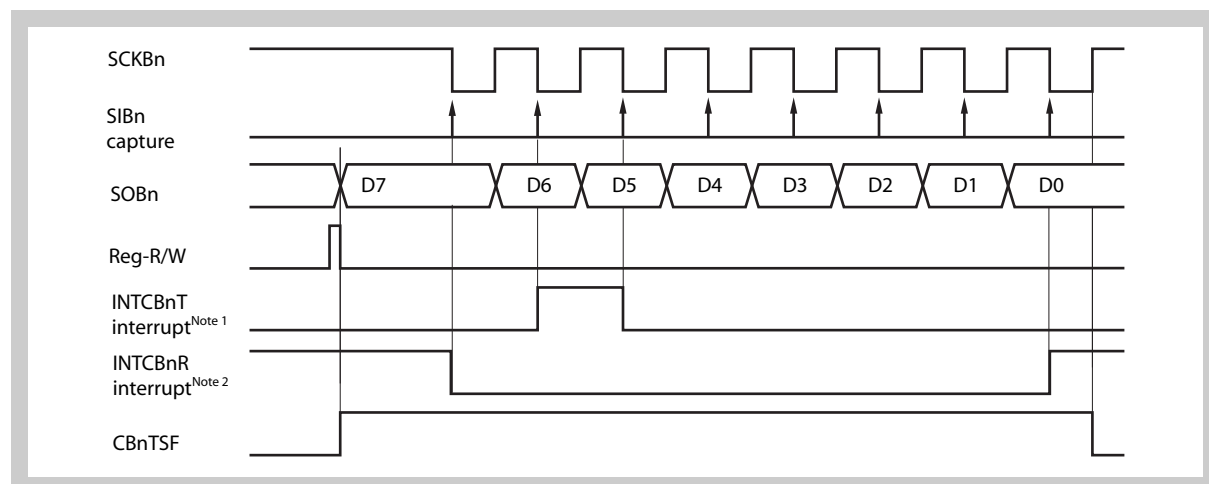 SCKBn
SIBn
capture
SOBn
D7
D6
D5
D4
D3
D2
D1
D0
Reg-R/W
INTCBnT
interruptNote 1
INTCBnR
interruptNote 2
CBnTSF